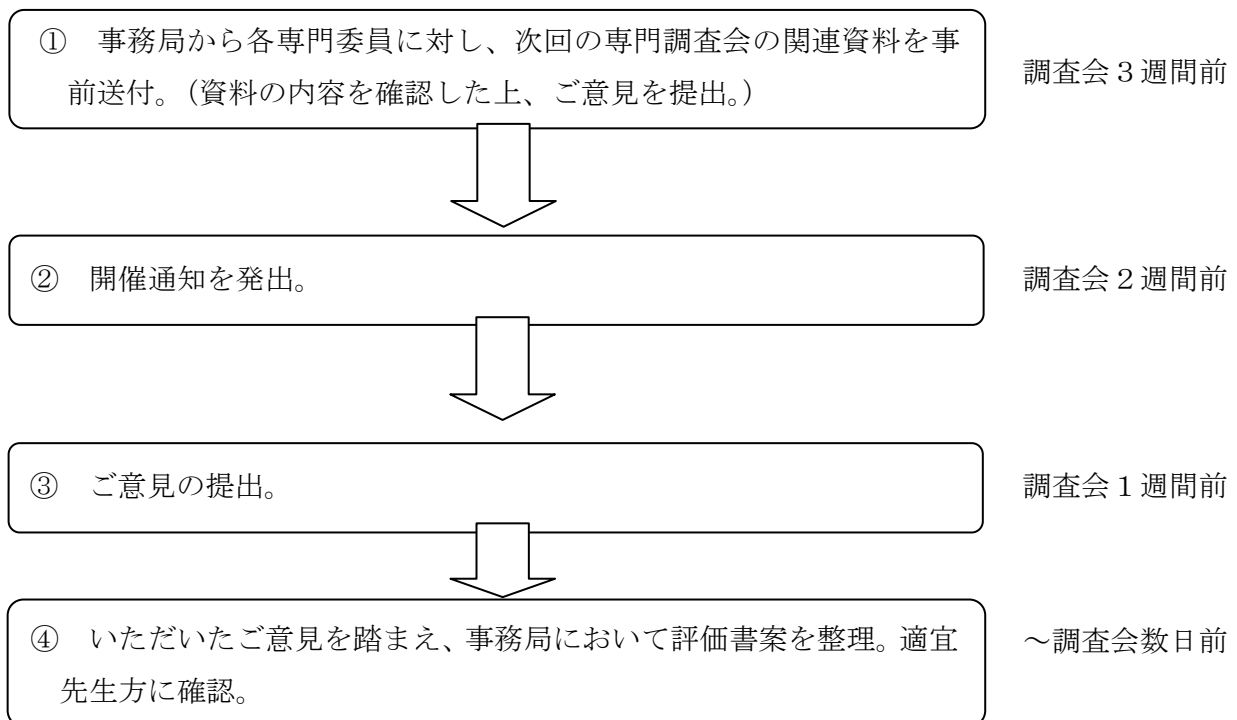 ① 事務局から各専門委員に対し、次回の専門調査会の関連資料を事
前送付。（資料の内容を確認した上、ご意見を提出。）
調査会３週間前
② 開催通知を発出。
調査会２週間前
③ ご意見の提出。
調査会１週間前
④ いただいたご意見を踏まえ、事務局において評価書案を整理。適宜
先生方に確認。
～調査会数日前